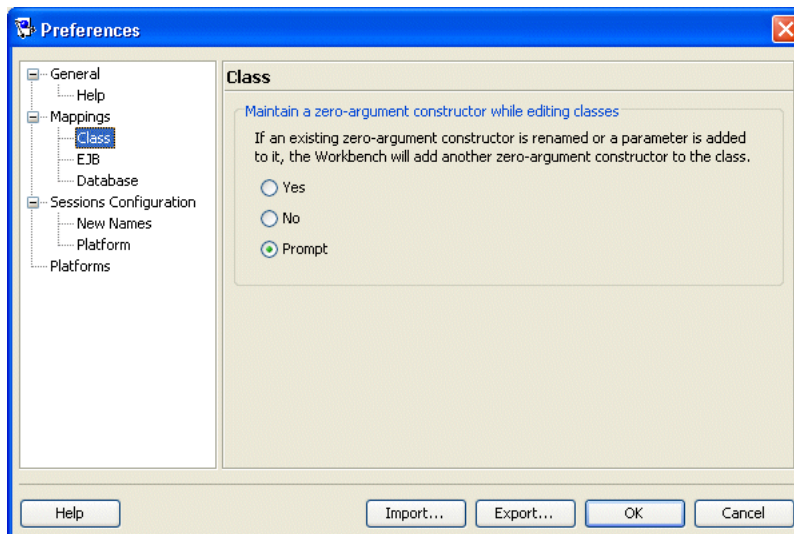 Preferences
General
Help
Mappings
Class
EJB
Database
Sessions Configuration
New Names
Platform
Platforms
Class
Maintain a zero-argument constructor while editing classes
If an existing zero-argument constructor is renamed or a parameter is added
to it, the Workbench will add another zero-argument constructor to the class.
Yes
No
Prompt
Help
Import...
Export...
OK
Cancel